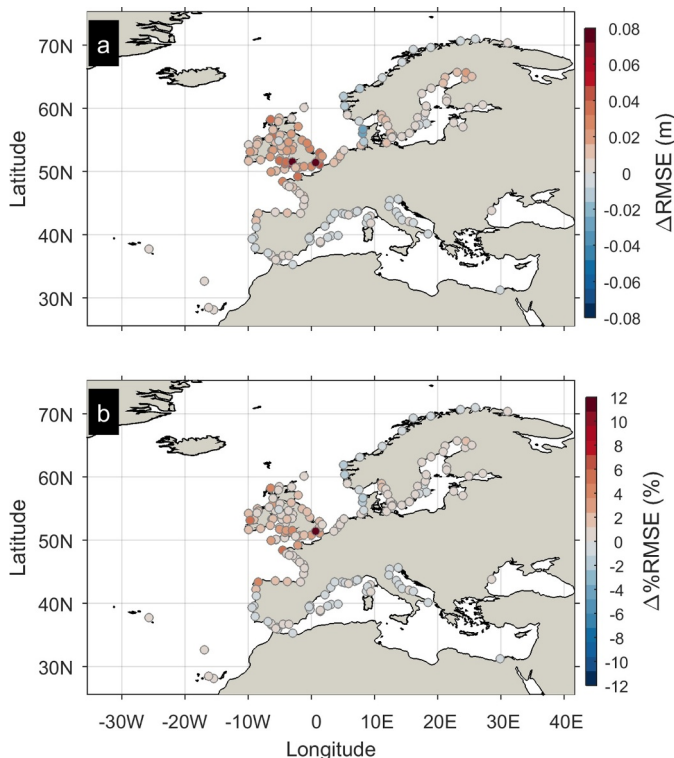 a
70N
60N
50N
40N
30N
Latitude
0.08
0.06
0.04
0.02
0
-0.02
-0.04
-0.06
-0.08
ΔRMSE (m)
b
70N
60N
50N
40N
30N
Latitude
-30W
-20W
-10W
0
10E
20E
30E
40E
Longitude
12
10
8
6
4
2
0
-2
-4
-6
-8
-10
-12
Δ%RMSE (%)